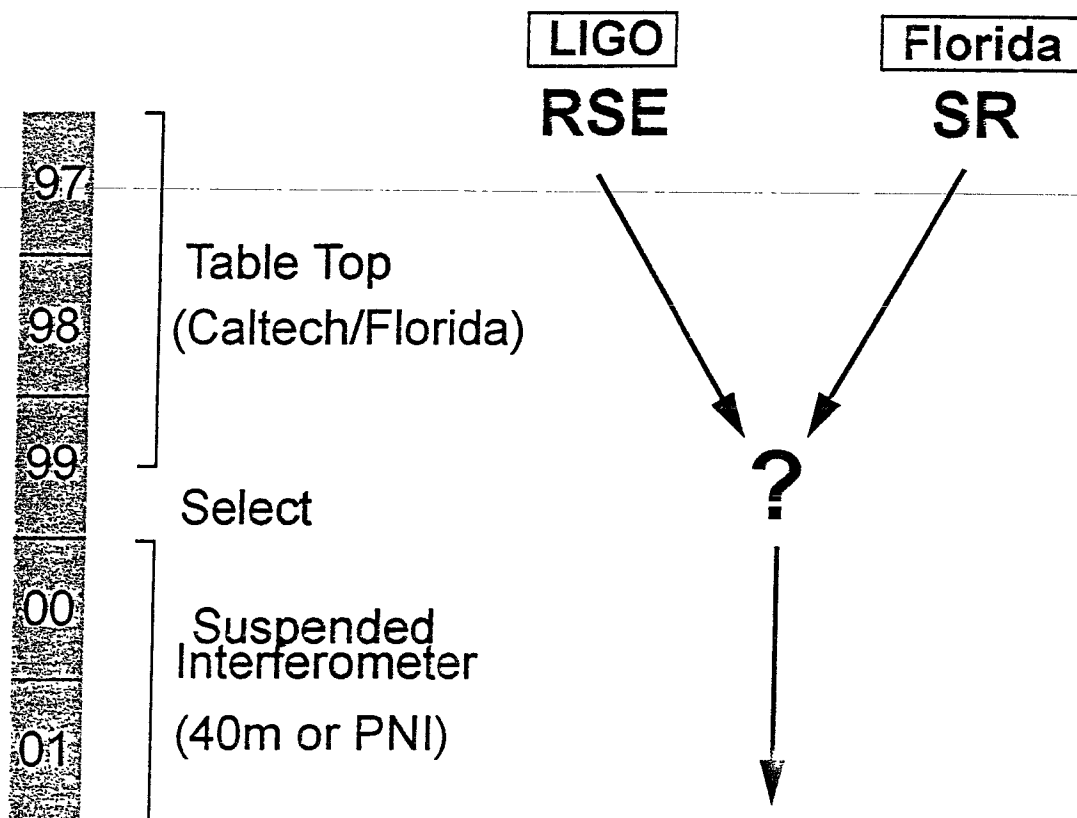 LIGO
Florida
RSE
SR
97
Table Top
98
(Caltech/Florida)
99
?
Select
00
Suspended
Interferometer
01
(40m or PNI)